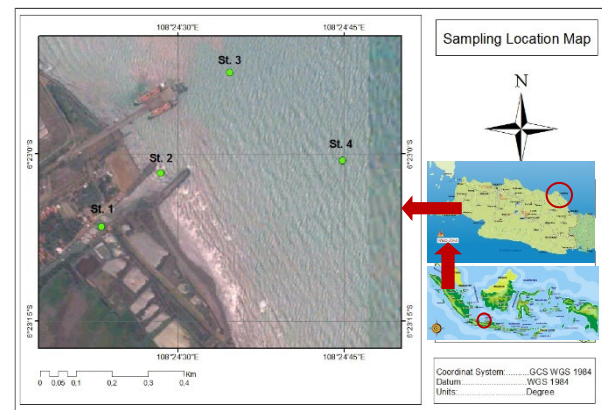 108°24'30"E
108°24'45"E
Sampling Location Map
St. 3
N
6°23'0"S
6°23'0"S
St. 4
St. 2
St. 1
6°23'15"S
6°23'15"S
108°24'30"E
108°24'45"E
Km
0 0,05 0,1 0,2 0,3 0,4
Coordinat System:..........GCS WGS 1984
Datum:..........................WGS 1984
Units:............................Degree